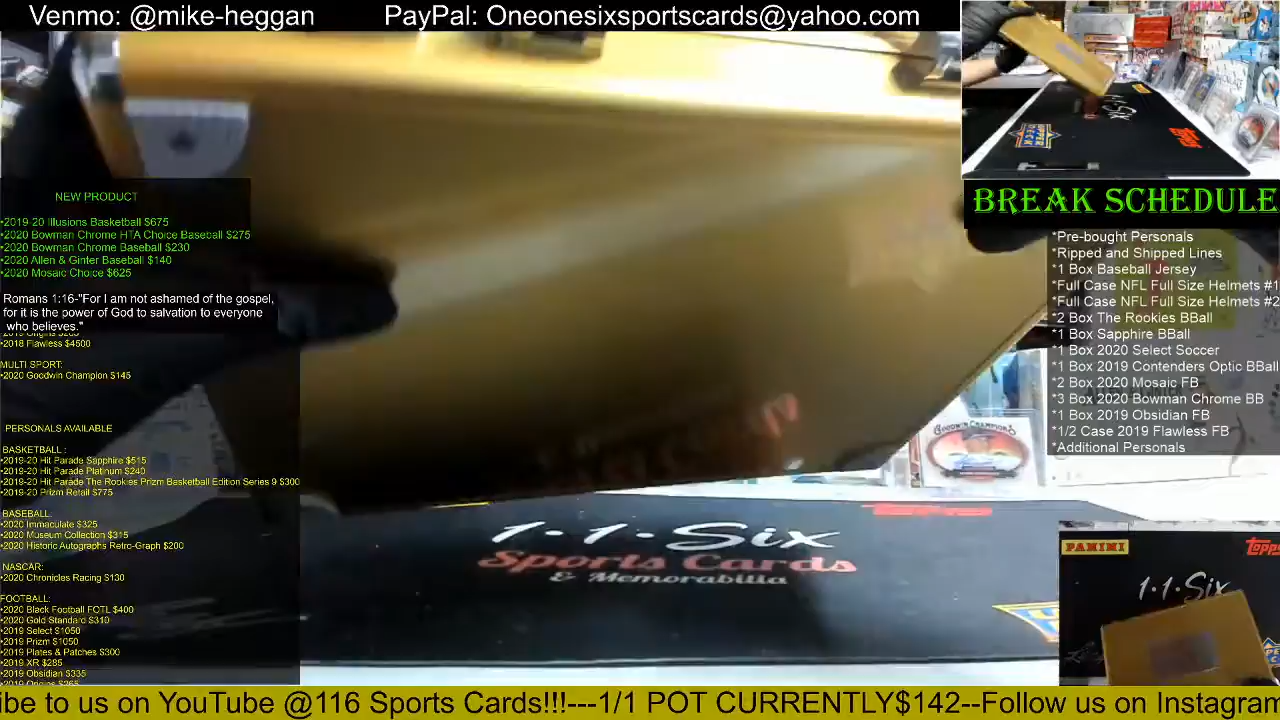 Venmo: @mike-heggan PayPal: Oneonesixsportscards@yahoo.com
NEW PRODUCT
•2019-20 Illusions Basketball $675
•2020 Bowman Chrome HTA Choice Baseball $275
•2020 Bowman Chrome Baseball $230
•2020 Allen & Ginter Baseball $140
•2020 Mosaic Choice $625
Romans 1:16-"For I am not ashamed of the gospel,
for it is the power of God to salvation to everyone
who believes."
•2018 Flawless $4500
MULTI SPORT:
•2020 Goodwin Champion $145
PERSONALS AVAILABLE
BASKETBALL :
•2019-20 Hit Parade Sapphire $515
•2019-20 Hit Parade Platinum $240
•2019-20 Hit Parade The Rookies Prizm Basketball Edition Series 9 $300
•2019-20 Prizm Retail $775
BASEBALL:
•2020 Immaculate $325
•2020 Museum Collection $315
•2020 Historic Autographs Retro-Graph $200
NASCAR:
•2020 Chronicles Racing $130
FOOTBALL:
•2020 Black Football FOTL $400
•2020 Gold Standard $310
•2019 Select $1050
•2019 Prizm $1050
•2019 Plates & Patches $300
•2019 XR $285
•2019 Obsidian $335
•2019 Origins $265
BREAK SCHEDULE
*Pre-bought Personals
*Ripped and Shipped Lines
*1 Box Baseball Jersey
*Full Case NFL Full Size Helmets #1
*Full Case NFL Full Size Helmets #2
*2 Box The Rookies BBall
*1 Box Sapphire BBall
*1 Box 2020 Select Soccer
*1 Box 2019 Contenders Optic BBall
*2 Box 2020 Mosaic FB
*3 Box 2020 Bowman Chrome BB
*1 Box 2019 Obsidian FB
*1/2 Case 2019 Flawless FB
*Additional Personals
UPPER DECK
Topps
GOODWIN CHAMPIONS
1·1·Six
Sports Cards
& Memorabilia
PANINI
Topps
1·1·Six
ibe to us on YouTube @116 Sports Cards!!!---1/1 POT CURRENTLY$142--Follow us on Instagran